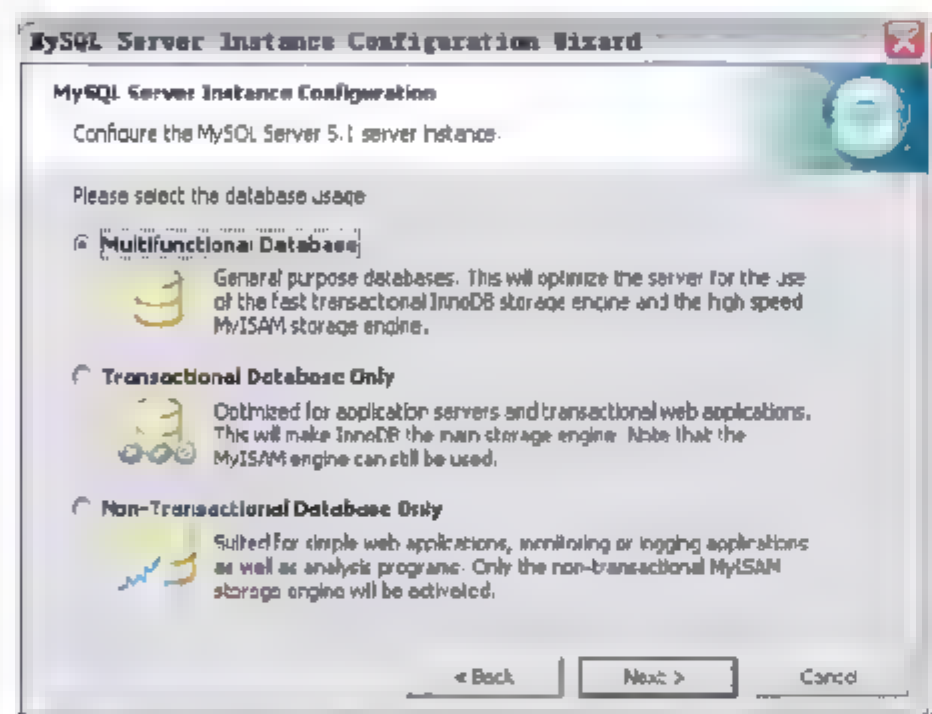 MySQL Server Instance Configuration Wizard
MySQL Server Instance Configuration
Configure the MySQL Server 5.1 server instance.
Please select the database usage
Multifunctional Database
General purpose databases. This will optimize the server for the use
of the fast transactional InnoDB storage engine and the high speed
MyISAM storage engine.
Transactional Database Only
Optimized for application servers and transactional web applications.
This will make InnoDB the main storage engine. Note that the
MyISAM engine can still be used.
Non-Transactional Database Only
Suited for simple web applications, monitoring or logging applications
as well as analysis programs. Only the non-transactional MyISAM
storage engine will be activated.
< Back
Next >
Cancel